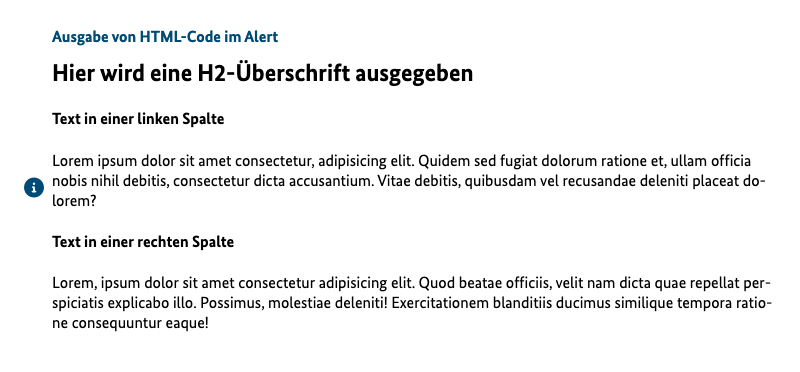 Ausgabe von HTML-Code im Alert
Hier wird eine H2-Überschrift ausgegeben
Text in einer linken Spalte
Lorem ipsum dolor sit amet consectetur, adipisicing elit. Quidem sed fugiat dolorum ratione et, ullam officia
nobis nihil debitis, consectetur dicta accusantium. Vitae debitis, quibusdam vel recusandae deleniti placeat do-
lorem?
Text in einer rechten Spalte
Lorem, ipsum dolor sit amet consectetur adipisicing elit. Quod beatae officiis, velit nam dicta quae repellat per-
spiciatis explicabo illo. Possimus, molestiae deleniti! Exercitationem blanditiis ducimus similique tempora ratio-
ne consequuntur eaque!